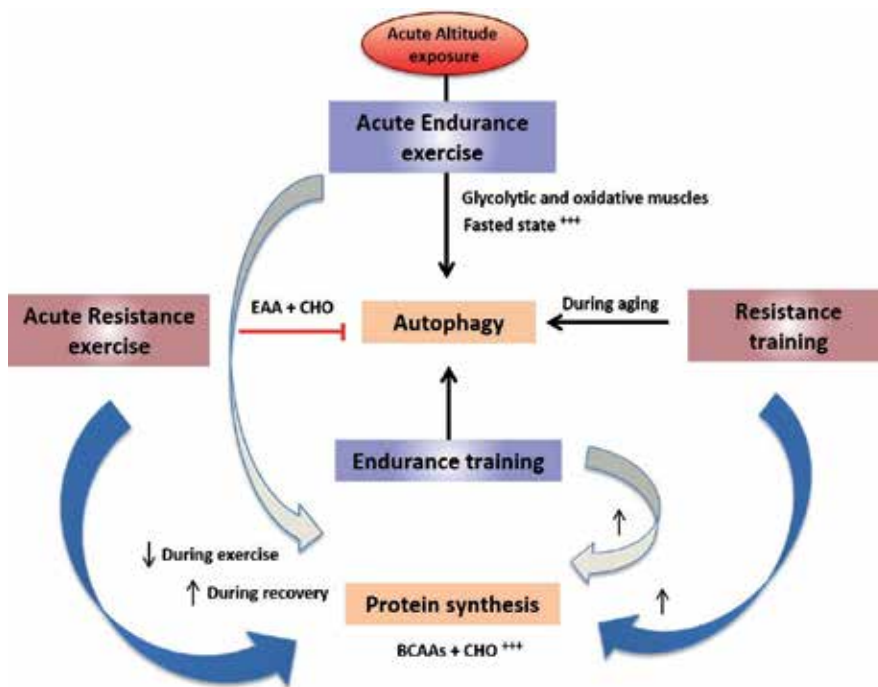 Acute Altitude
exposure
Acute Endurance
exercise
Glycolytic and oxidative muscles
Fasted state +++
Acute Resistance
exercise
EAA + CHO
Autophagy
During aging
Resistance
training
Endurance training
↑
↓ During exercise
↑ During recovery
Protein synthesis
↑
BCAAs + CHO +++